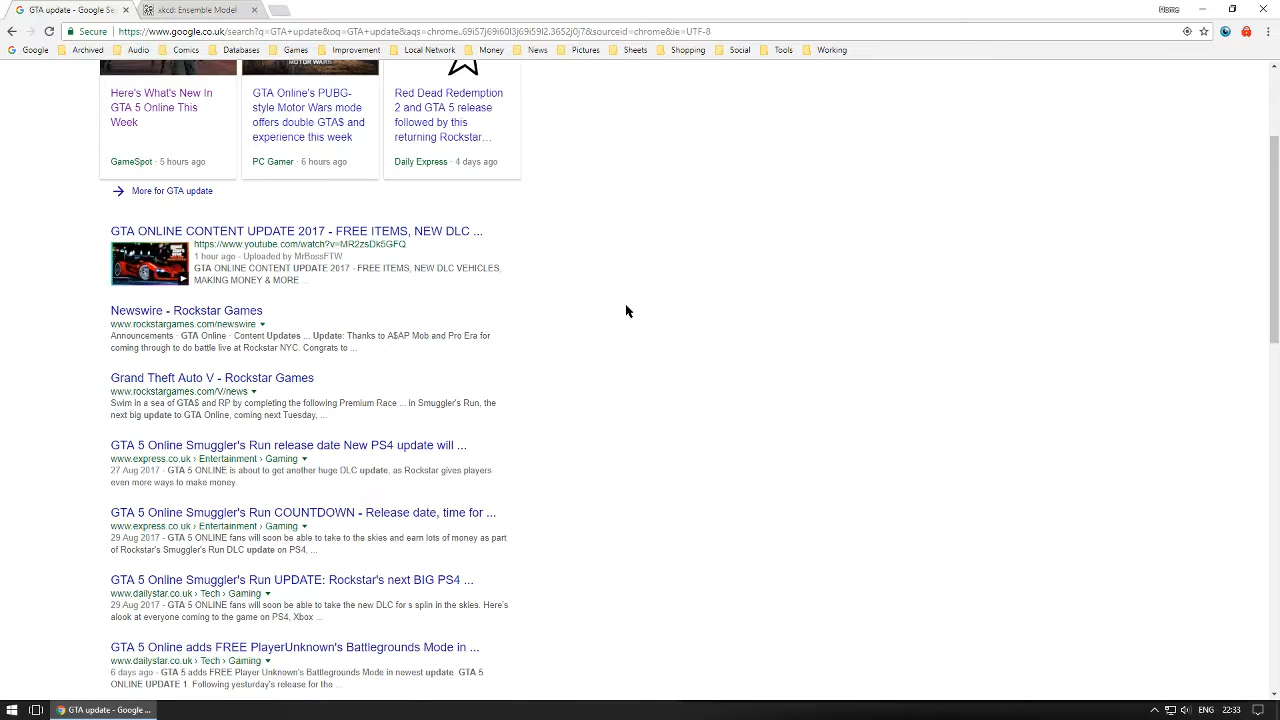 GTA update - Google Se
xkcd: Ensemble Model
Home
Secure
https://www.google.co.uk/search?q=GTA+update&oq=GTA+update&aqs=chrome..69i57j69i60l3j69i59l2.3652j0j7&sourceid=chrome&ie=UTF-8
Google Archived Audio Comics Databases Games Improvement Local Network Money News Pictures Sheets Shopping Social Tools Working
MOTOR WARS
Here's What's New In
GTA 5 Online This
Week
GameSpot · 5 hours ago
GTA Online's PUBG-
style Motor Wars mode
offers double GTA$ and
experience this week
PC Gamer · 6 hours ago
Red Dead Redemption
2 and GTA 5 release
followed by this
returning Rockstar…
Daily Express · 4 days ago
More for GTA update
GTA ONLINE CONTENT UPDATE 2017 - FREE ITEMS, NEW DLC ...
https://www.youtube.com/watch?v=MR2zsDk5GFQ
1 hour ago - Uploaded by MrBossFTW
GTA ONLINE CONTENT UPDATE 2017 - FREE ITEMS, NEW DLC VEHICLES,
MAKING MONEY & MORE ...
Newswire - Rockstar Games
www.rockstargames.com/newswire
Announcements · GTA Online · Content Updates ... Update: Thanks to A$AP Mob and Pro Era for
coming through to do battle live at Rockstar NYC. Congrats to ...
Grand Theft Auto V - Rockstar Games
www.rockstargames.com/V/news
Swim in a sea of GTA$ and RP by completing the following Premium Race ... in Smuggler's Run, the
next big update to GTA Online, coming next Tuesday, ...
GTA 5 Online Smuggler's Run release date New PS4 update will ...
www.express.co.uk › Entertainment › Gaming
27 Aug 2017 - GTA 5 ONLINE is about to get another huge DLC update, as Rockstar gives players
even more ways to make money.
GTA 5 Online Smuggler's Run COUNTDOWN - Release date, time for ...
www.express.co.uk › Entertainment › Gaming
29 Aug 2017 - GTA 5 ONLINE fans will soon be able to take to the skies and earn lots of money as part
of Rockstar's Smuggler's Run DLC update on PS4, ...
GTA 5 Online Smuggler's Run UPDATE: Rockstar's next BIG PS4 ...
www.dailystar.co.uk › Tech › Gaming
29 Aug 2017 - GTA 5 ONLINE fans will soon be able to take the new DLC for s splin in the skies. Here's
alook at everyone coming to the game on PS4, Xbox ...
GTA 5 Online adds FREE PlayerUnknown's Battlegrounds Mode in ...
www.dailystar.co.uk › Tech › Gaming
6 days ago - GTA 5 adds FREE Player Unknown's Battlegrounds Mode in newest update GTA 5
ONLINE UPDATE 1. Following yesturday's release for the ...
GTA update - Google ...
ENG
22:33